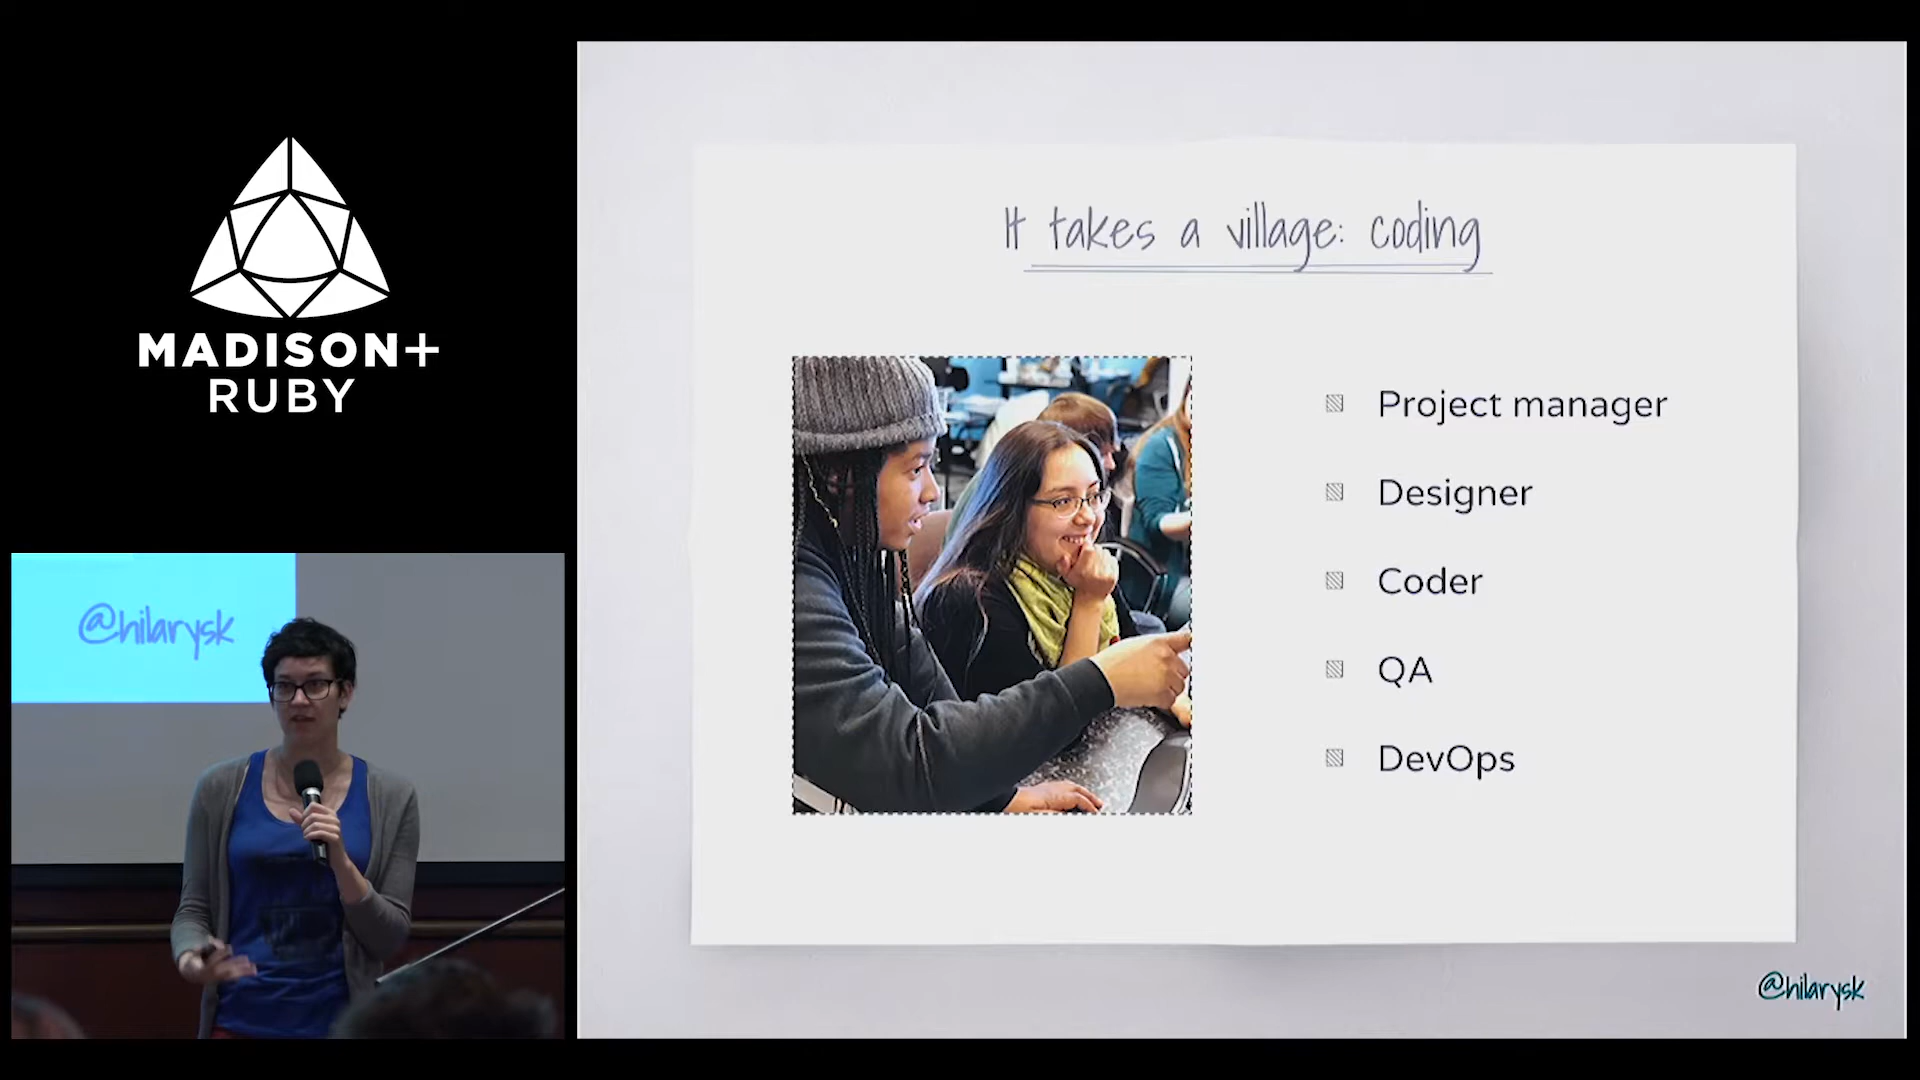 MADISON+
RUBY
@hilarysk
It takes a village: coding
Project manager
Designer
Coder
QA
DevOps
@hilarysk